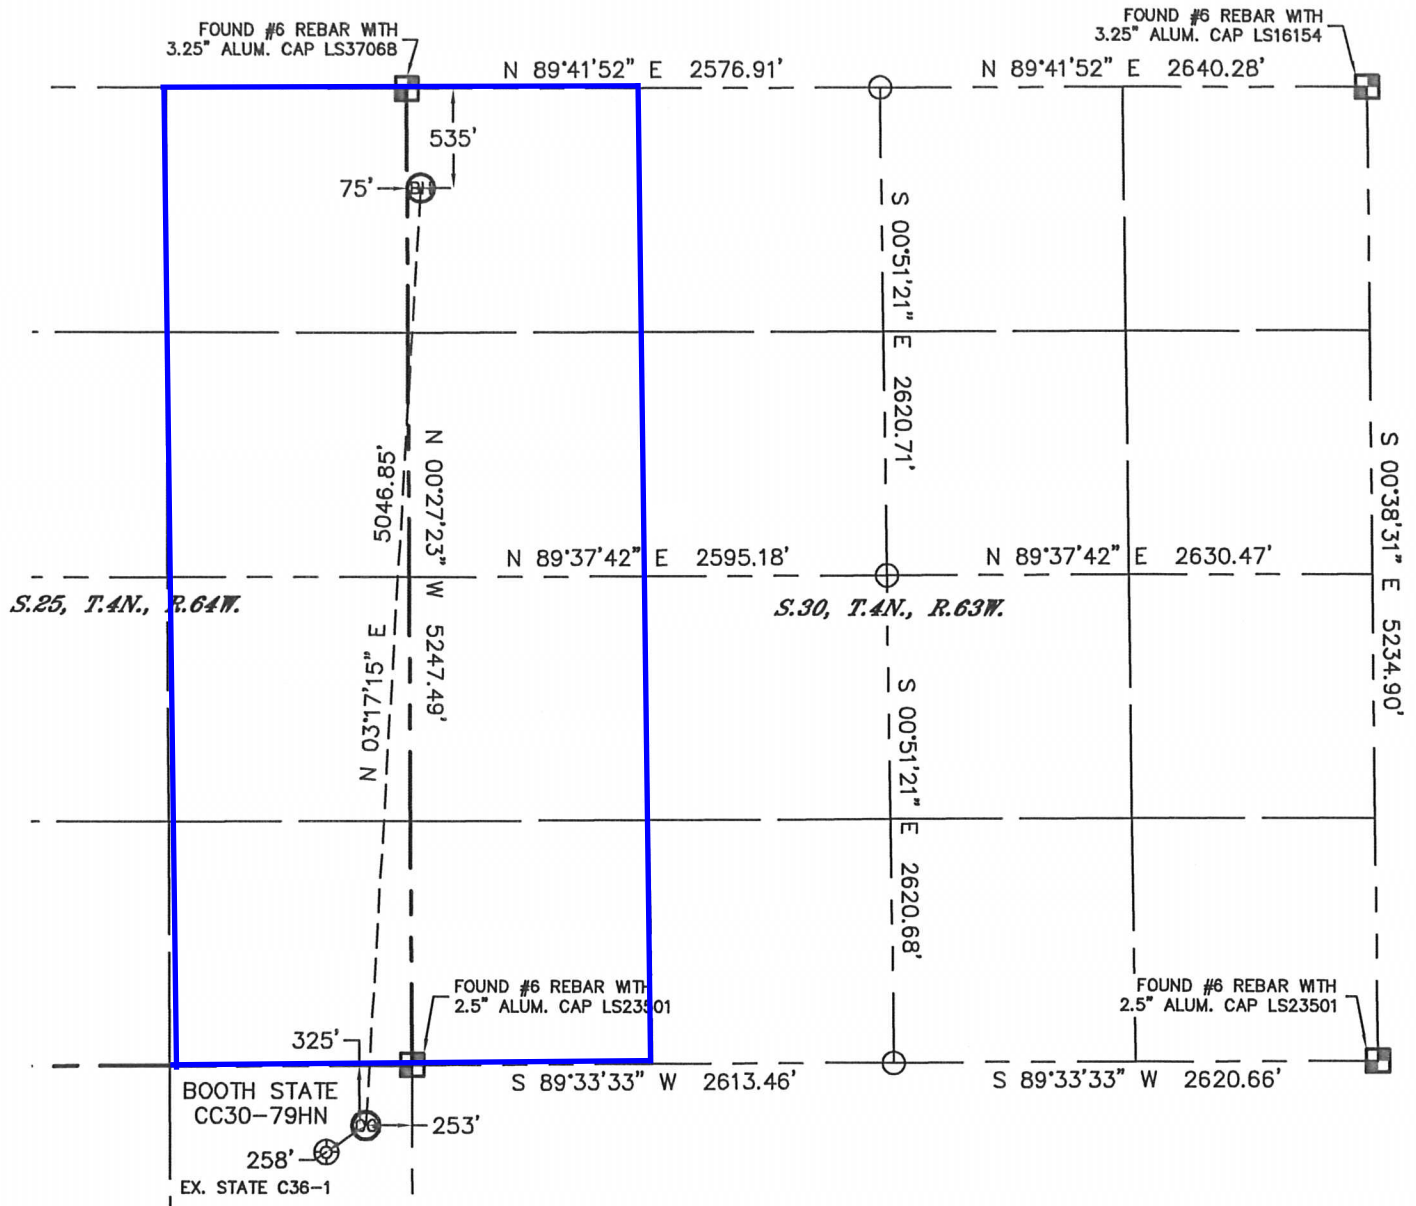 FOUND #6 REBAR WITH
3.25" ALUM. CAP LS37068
FOUND #6 REBAR WITH
3.25" ALUM. CAP LS16154
N 89°41'52" E 2576.91'
N 89°41'52" E 2640.28'
535'
75'
BH
S 00°51'21" E 2620.71'
5046.85'
N 03°17'15" E
N 00°27'23" W 5247.49'
S 00°38'31" E 5234.90'
N 89°37'42" E 2595.18'
N 89°37'42" E 2630.47'
S.25, T.4N., R.64W.
S.30, T.4N., R.63W.
S 00°51'21" E 2620.68'
FOUND #6 REBAR WITH
2.5" ALUM. CAP LS23501
FOUND #6 REBAR WITH
2.5" ALUM. CAP LS23501
325'
S 89°33'33" W 2613.46'
S 89°33'33" W 2620.66'
BOOTH STATE
CC30-79HN
253'
258'
EX. STATE C36-1